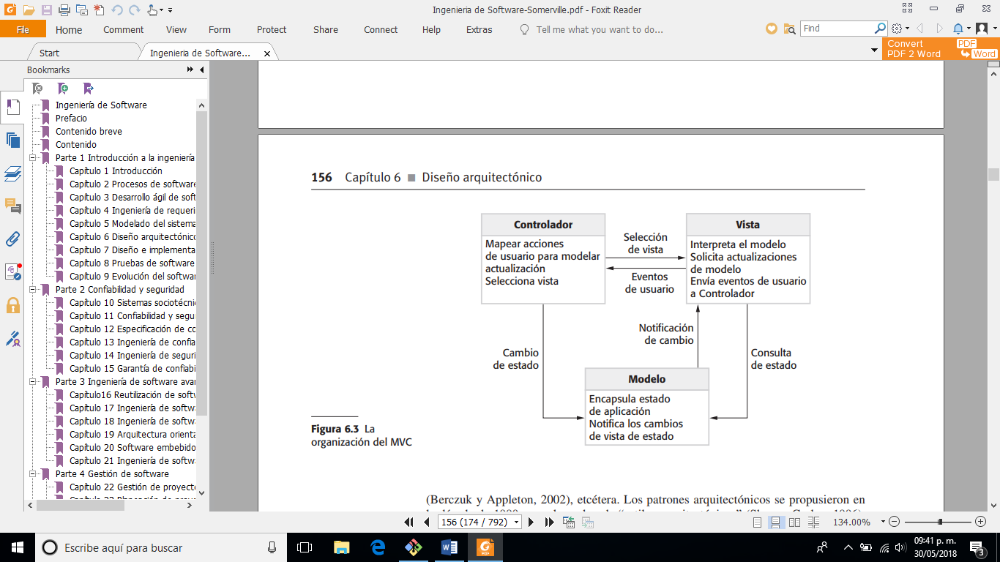 Ingenieria de Software-Somerville.pdf - Foxit Reader
File Home Comment View Form Protect Share Connect Help Extras Tell me what you want to do... Find
Start
Ingenieria de Software...
Convert PDF
PDF 2 Word Word
Bookmarks
Ingeniería de Software
Prefacio
Contenido breve
Contenido
Parte 1 Introducción a la ingeniería
Capítulo 1 Introducción
Capítulo 2 Procesos de software
Capítulo 3 Desarrollo ágil de soft
Capítulo 4 Ingeniería de requeri
Capítulo 5 Modelado del sistema
Capítulo 6 Diseño arquitectónico
Capítulo 7 Diseño e implementa
Capítulo 8 Pruebas de software
Capítulo 9 Evolución del softwar
Parte 2 Confiabilidad y seguridad
Capítulo 10 Sistemas sociotécni
Capítulo 11 Confiabilidad y segu
Capítulo 12 Especificación de co
Capítulo 13 Ingeniería de confia
Capítulo 14 Ingeniería de seguri
Capítulo 15 Garantía de confiabi
Parte 3 Ingeniería de software avan
Capítulo16 Reutilización de softw
Capítulo 17 Ingeniería de softwa
Capítulo 18 Ingeniería de softwa
Capítulo 19 Arquitectura orienta
Capítulo 20 Software embebido
Capítulo 21 Ingeniería de softwa
Parte 4 Gestión de software
Capítulo 22 Gestión de proyecto
156 Capítulo 6 ■ Diseño arquitectónico
Controlador
Mapear acciones
de usuario para modelar
actualización
Selecciona vista
Selección
de vista
Eventos
de usuario
Vista
Interpreta el modelo
Solicita actualizaciones
de modelo
Envía eventos de usuario
a Controlador
Cambio
de estado
Notificación
de cambio
Consulta
de estado
Modelo
Encapsula estado
de aplicación
Notifica los cambios
de vista de estado
Figura 6.3 La
organización del MVC
(Berczuk y Appleton, 2002), etcétera. Los patrones arquitectónicos se propusieron en
156 (174 / 792)
134.00%
Escribe aquí para buscar
09:41 p. m.
30/05/2018
3